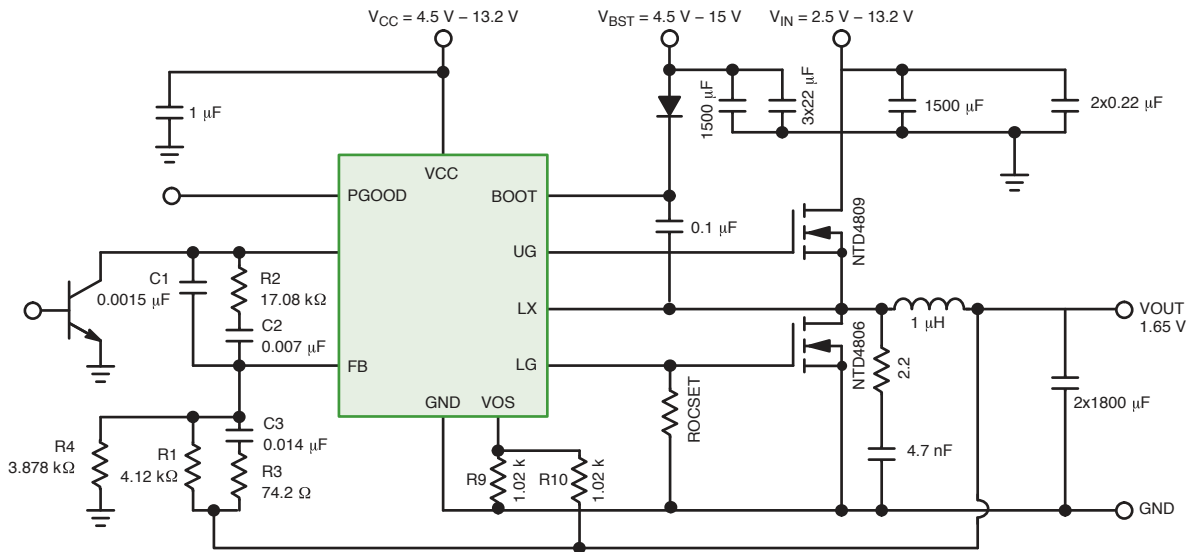 VCC = 4.5 V – 13.2 V
VBST = 4.5 V – 15 V
VIN = 2.5 V – 13.2 V
1 µF
1500 µF
3x22 µF
1500 µF
2x0.22 µF
VCC
PGOOD
BOOT
0.1 µF
NTD4809
UG
C1
0.0015 µF
R2
17.08 kΩ
C2
0.007 µF
LX
1 µH
VOUT
1.65 V
NTD4806
FB
LG
2.2
GND
VOS
ROCSET
2x1800 µF
R4
3.878 kΩ
R1
4.12 kΩ
C3
0.014 µF
R3
74.2 Ω
R9
1.02 k
R10
1.02 k
4.7 nF
GND